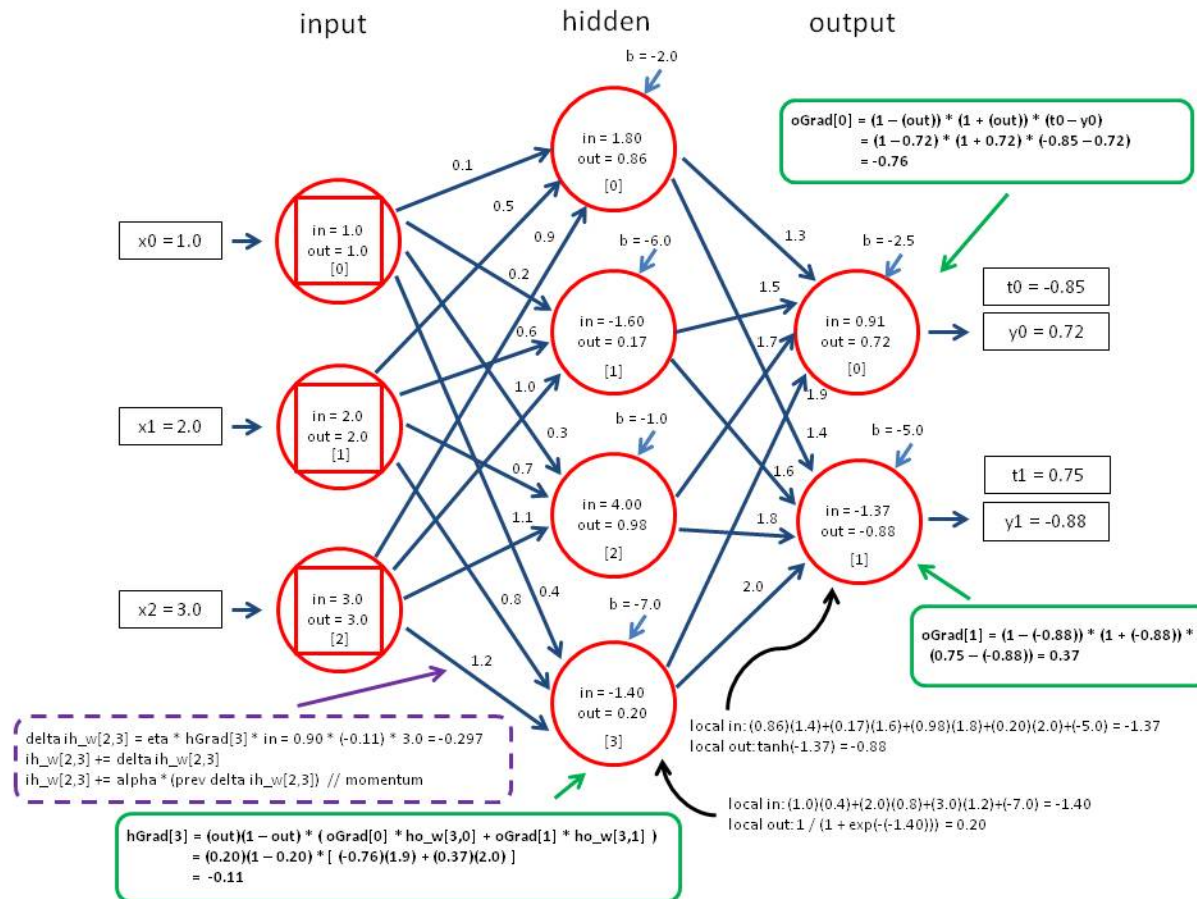 input
hidden
output
b = -2.0
in = 1.80
out = 0.86
[0]
oGrad[0] = (1 – (out)) * (1 + (out)) * (t0 – y0)
= (1 – 0.72) * (1 + 0.72) * (-0.85 – 0.72)
= -0.76
0.1
0.5
0.9
x0 = 1.0
in = 1.0
out = 1.0
[0]
0.2
b = -6.0
in = -1.60
out = 0.17
[1]
1.3
1.5
b = -2.5
in = 0.91
out = 0.72
[0]
t0 = -0.85
y0 = 0.72
0.6
1.7
1.0
1.9
x1 = 2.0
in = 2.0
out = 2.0
[1]
0.3
0.7
b = -1.0
in = 4.00
out = 0.98
[2]
1.4
1.6
1.8
b = -5.0
in = -1.37
out = -0.88
[1]
t1 = 0.75
y1 = -0.88
1.1
x2 = 3.0
in = 3.0
out = 3.0
[2]
0.8
0.4
1.2
b = -7.0
in = -1.40
out = 0.20
[3]
2.0
oGrad[1] = (1 – (-0.88)) * (1 + (-0.88)) *
(0.75 – (-0.88)) = 0.37
local in: (0.86)(1.4)+(0.17)(1.6)+(0.98)(1.8)+(0.20)(2.0)+(-5.0) = -1.37
local out: tanh(-1.37) = -0.88
delta ih_w[2,3] = eta * hGrad[3] * in = 0.90 * (-0.11) * 3.0 = -0.297
ih_w[2,3] += delta ih_w[2,3]
ih_w[2,3] += alpha * (prev delta ih_w[2,3]) // momentum
local in: (1.0)(0.4)+(2.0)(0.8)+(3.0)(1.2)+(-7.0) = -1.40
local out: 1 / (1 + exp(-(-1.40))) = 0.20
hGrad[3] = (out)(1 – out) * ( oGrad[0] * ho_w[3,0] + oGrad[1] * ho_w[3,1] )
= (0.20)(1 – 0.20) * [ (-0.76)(1.9) + (0.37)(2.0) ]
= -0.11